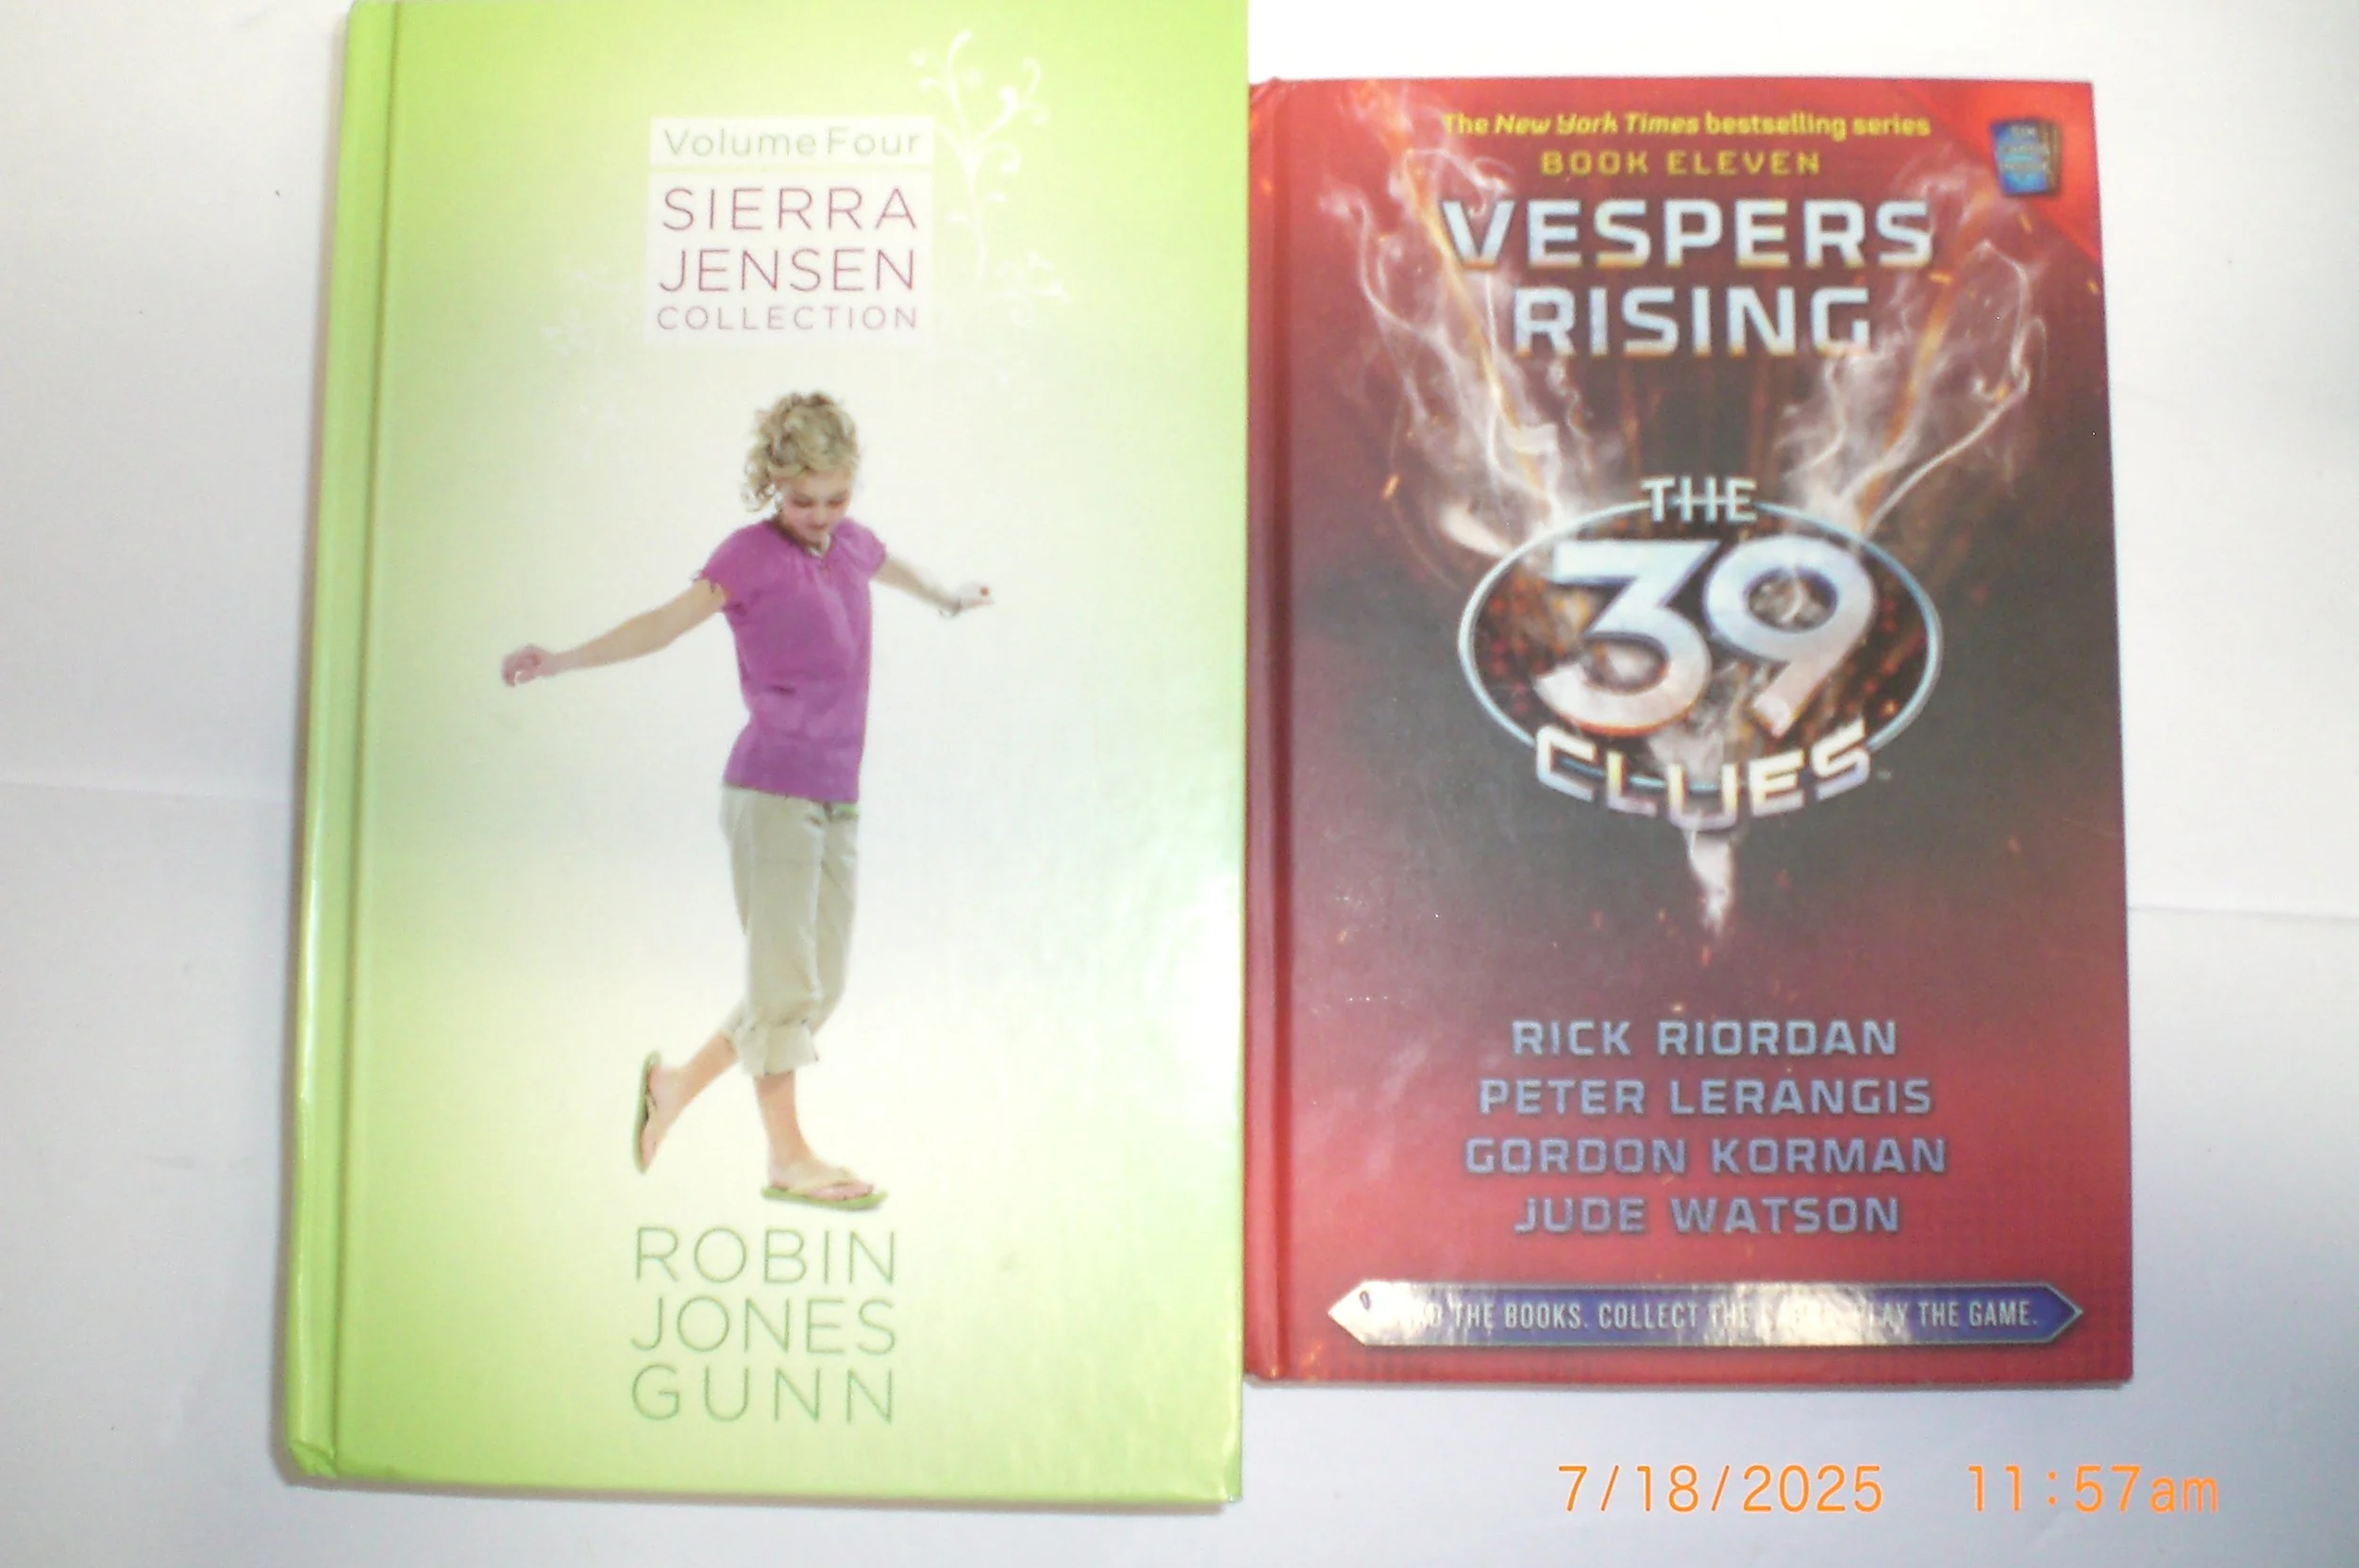 Volume Four
SIERRA
JENSEN
COLLECTION
ROBIN
JONES
GUNN
The New York Times bestselling series
BOOK ELEVEN
VESPERS
RISING
THE
39
CLUES
RICK RIORDAN
PETER LERANGIS
GORDON KORMAN
JUDE WATSON
THE BOOKS. COLLECT THE PLAY THE GAME.
7/18/2025 11:57am